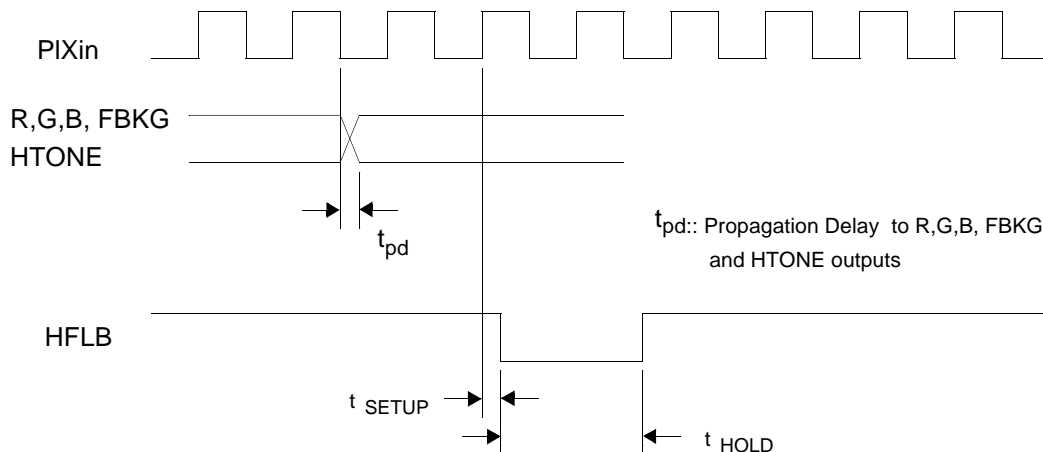 PIXin
R,G,B, FBKG
HTONE
tpd
tpd:: Propagation Delay to R,G,B, FBKG
and HTONE outputs
HFLB
t SETUP
t HOLD